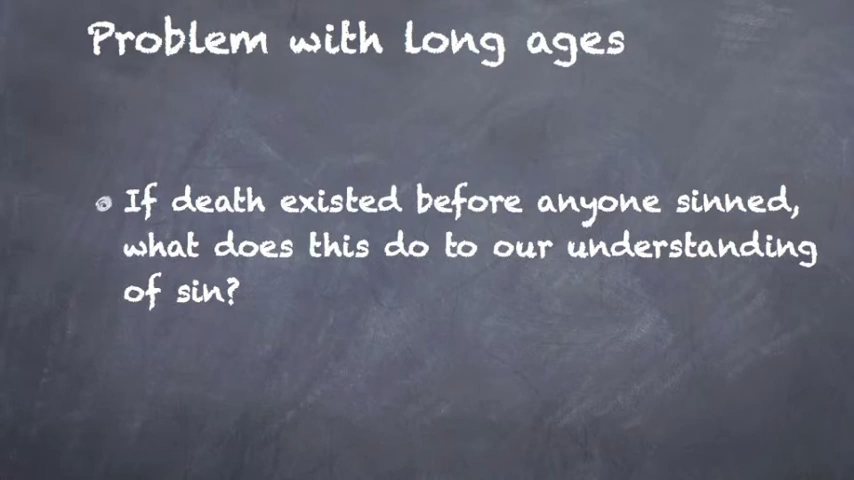 Problem with long ages
If death existed before anyone sinned,
what does this do to our understanding
of sin?